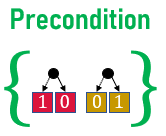 Precondition
{ 1 0 0 1 }